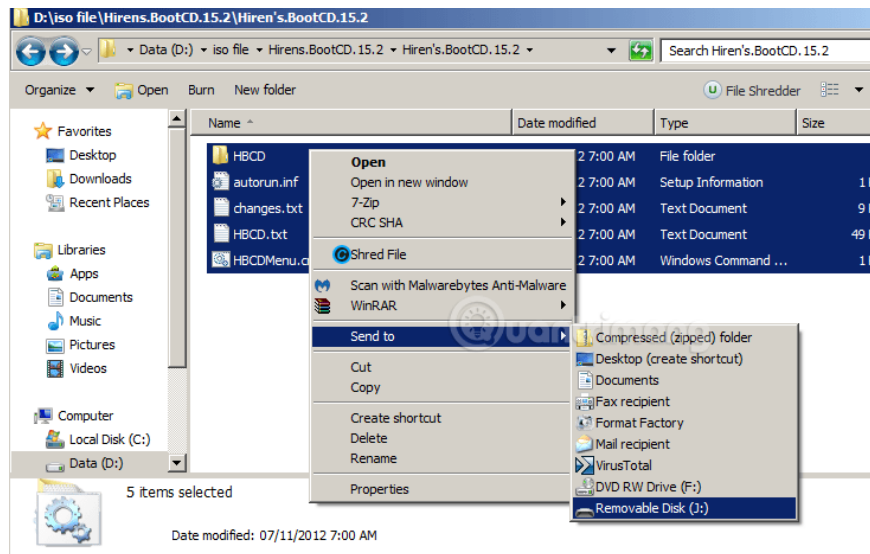 D:\iso file\Hirens.BootCD.15.2\Hiren's.BootCD.15.2
Data (D:) iso file Hirens.BootCD.15.2 Hiren's.BootCD.15.2 Search Hiren's.BootCD.15.2
Organize Open Burn New folder File Shredder
Name Date modified Type Size
Favorites
Desktop
Downloads
Recent Places
Libraries
Apps
Documents
Music
Pictures
Videos
Computer
Local Disk (C:)
Data (D:)
HBCD 2 7:00 AM File folder
autorun.inf 2 7:00 AM Setup Information 1
changes.txt 2 7:00 AM Text Document 9
HBCD.txt 2 7:00 AM Text Document 49
HBCDMenu.c 2 7:00 AM Windows Command ... 1
Open
Open in new window
7-Zip
CRC SHA
Shred File
Scan with Malwarebytes Anti-Malware
WinRAR
Send to
Cut
Copy
Create shortcut
Delete
Rename
Properties
Compressed (zipped) folder
Desktop (create shortcut)
Documents
Fax recipient
Format Factory
Mail recipient
VirusTotal
DVD RW Drive (F:)
Removable Disk (J:)
5 items selected
Date modified: 07/11/2012 7:00 AM